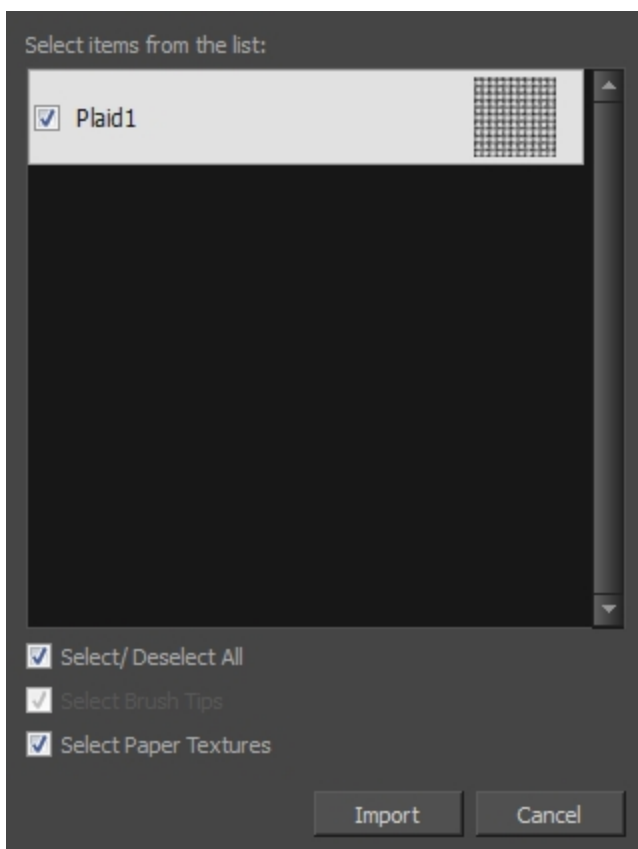 Select items from the list:
Plaid1
Select/ Deselect All
Select Brush Tips
Select Paper Textures
Import Cancel